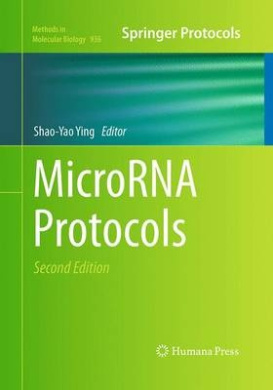 Methods in
Molecular Biology 936
Springer Protocols
Shao-Yao Ying Editor
MicroRNA
Protocols
Second Edition
Humana Press